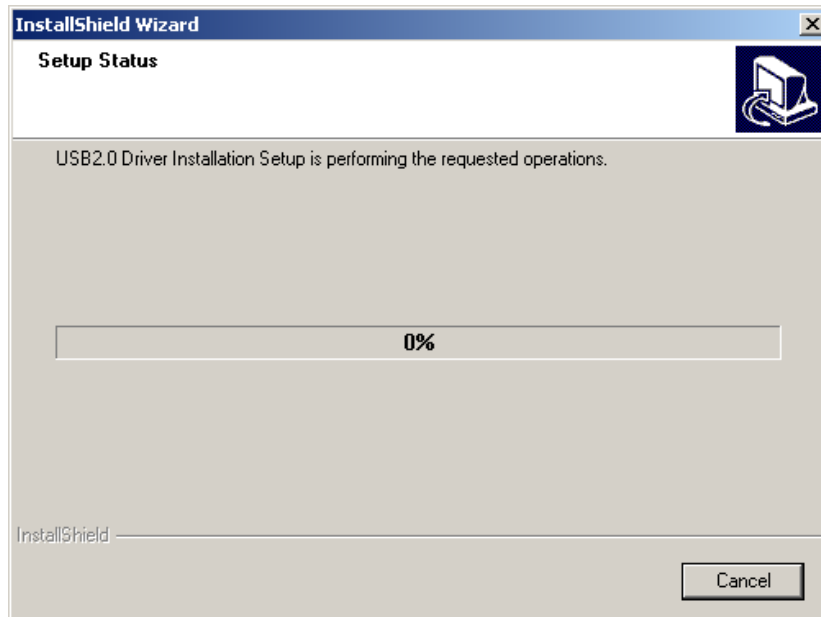 InstallShield Wizard
Setup Status
USB2.0 Driver Installation Setup is performing the requested operations.
0%
InstallShield
Cancel